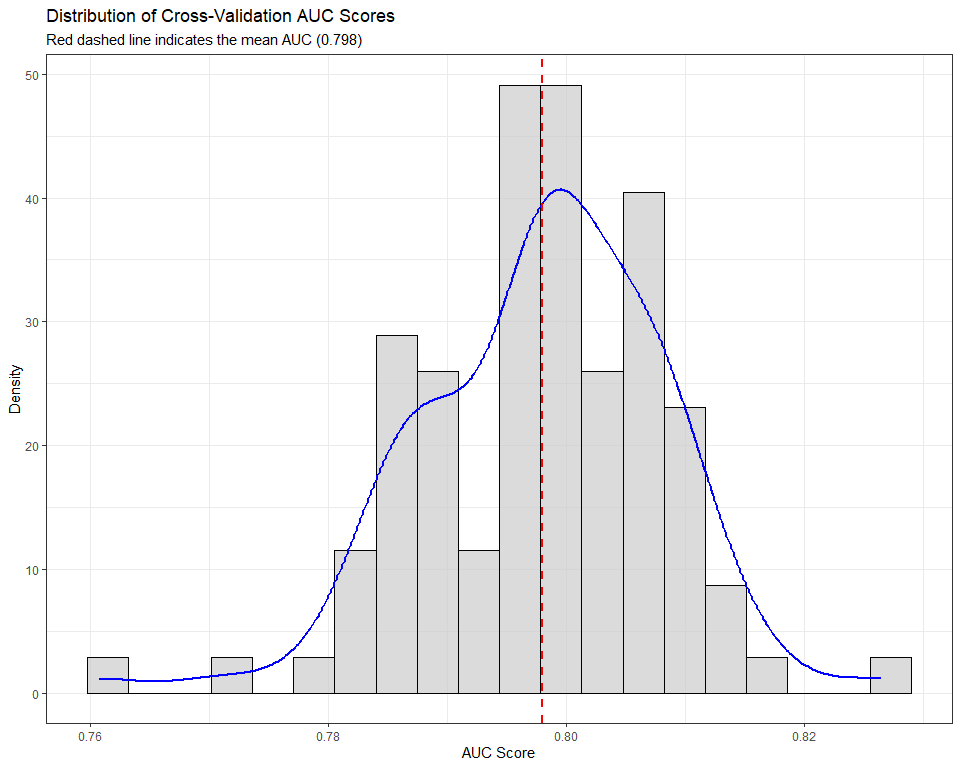 Distribution of Cross-Validation AUC Scores
Red dashed line indicates the mean AUC (0.798)
50
40
30
20
10
0
Density
0.76 0.78 0.80 0.82
AUC Score